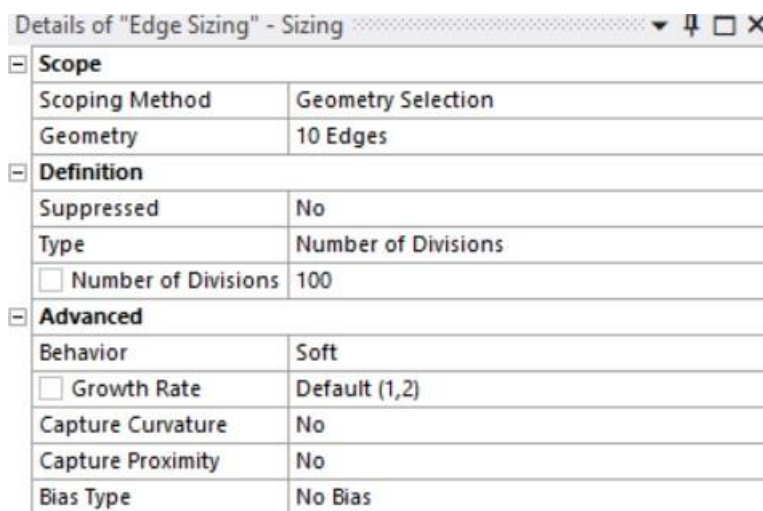 Details of "Edge Sizing" - Sizing
Scope
Scoping Method Geometry Selection
Geometry 10 Edges
Definition
Suppressed No
Type Number of Divisions
Number of Divisions 100
Advanced
Behavior Soft
Growth Rate Default (1,2)
Capture Curvature No
Capture Proximity No
Bias Type No Bias